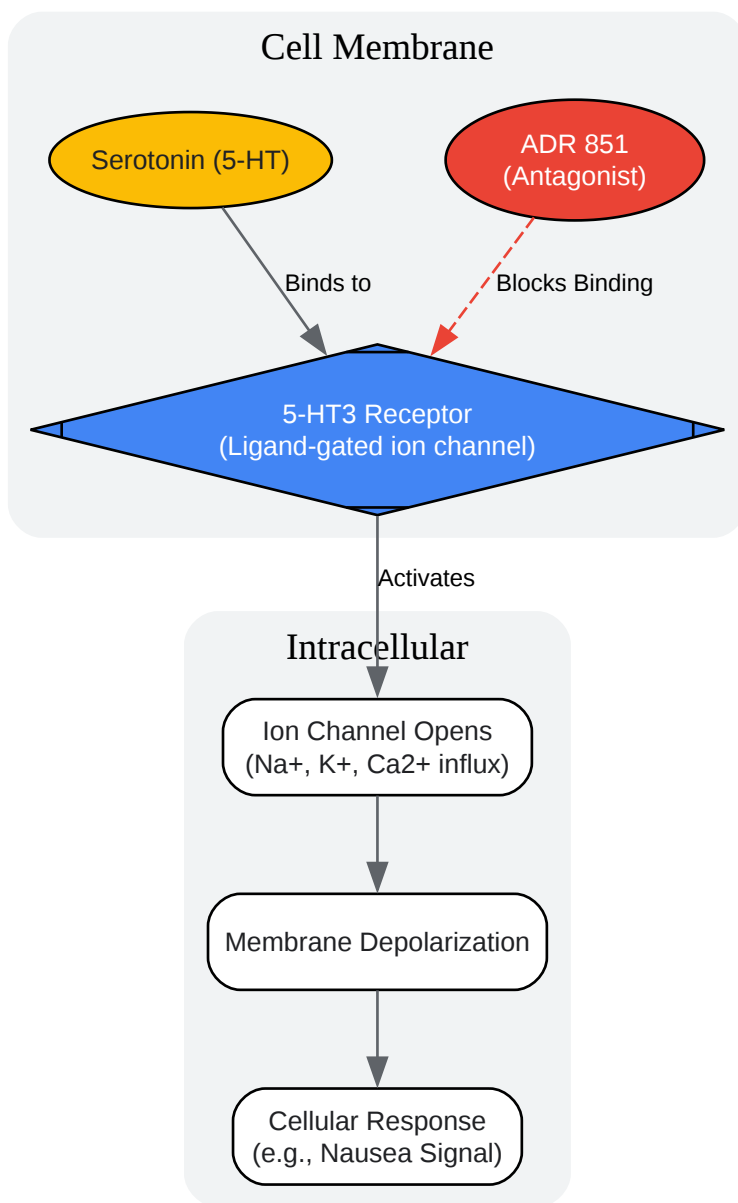 Cell Membrane
Serotonin (5-HT)
ADR 851
(Antagonist)
Binds to
Blocks Binding
5-HT3 Receptor
(Ligand-gated ion channel)
Activates
Intracellular
Ion Channel Opens
(Na+, K+, Ca2+ influx)
Membrane Depolarization
Cellular Response
(e.g., Nausea Signal)